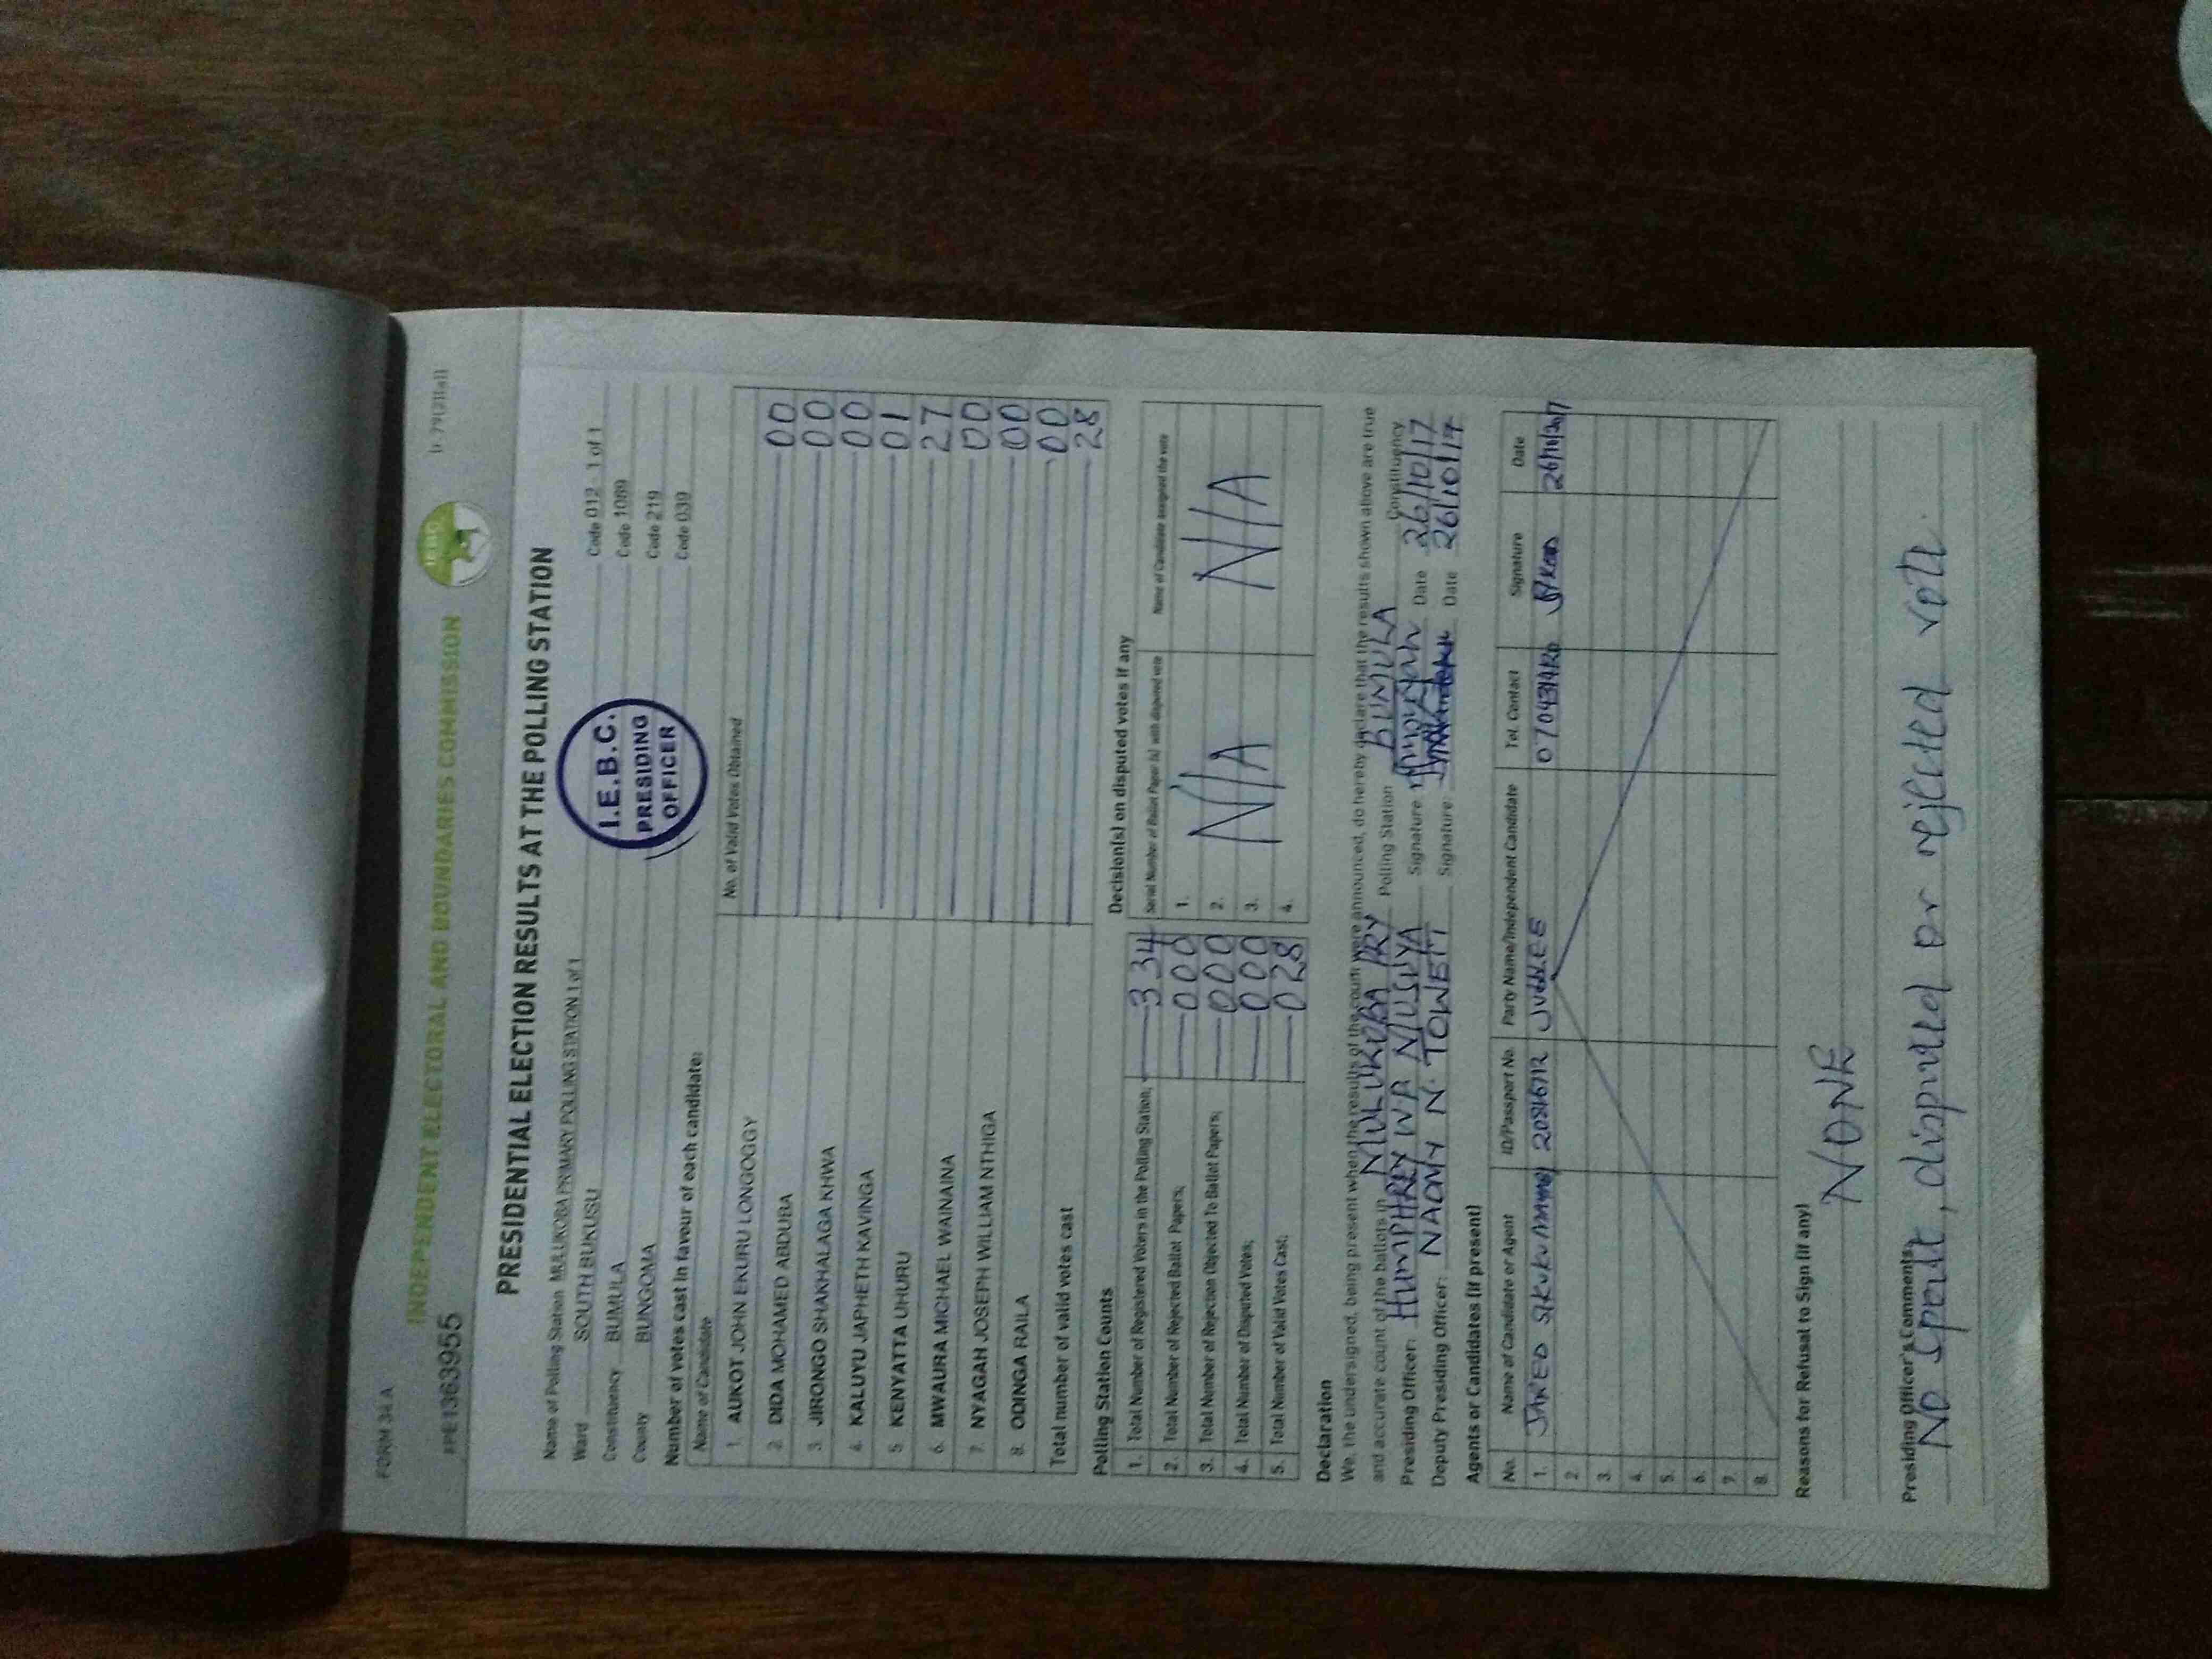 FORM 34A
INDEPENDENT ELECTORAL AND BOUNDARIES COMMISSION
#PE1363955
PRESIDENTIAL ELECTION RESULTS AT THE POLLING STATION
Name of Polling Station MULUKOBA PRIMARY POLLING STATION 1 of 1 Code 012 - 1 of 1
Ward SOUTH BUKUSU Code 1089
Constituency BUMULA Code 219
County BUNGOMA Code 039
I.E.B.C.
PRESIDING
OFFICER
Number of votes cast in favour of each candidate:
Name of Candidate No. of Valid Votes Obtained
1. AUKOT JOHN EKURU LONGOGGY 00
2. DIDA MOHAMED ABDUBA 00
3. JIRONGO SHAKHALAGA KHWA 00
4. KALUYU JAPHETH KAVINGA 01
5. KENYATTA UHURU 27
6. MWAURA MICHAEL WAINAINA 00
7. NYAGAH JOSEPH WILLIAM NTHIGA 00
8. ODINGA RAILA 00
Total number of valid votes cast 28
Polling Station Counts
1. Total Number of Registered Voters in the Polling Station; 334
2. Total Number of Rejected Ballot Papers; 000
3. Total Number of Rejection Objected To Ballot Papers; 000
4. Total Number of Disputed Votes; 000
5. Total Number of Valid Votes Cast; 028
Decision(s) on disputed votes if any
Serial Number of Ballot Paper (s) with disputed vote Name of Candidate assigned the vote
1.
2. N/A N/A
3.
4.
Declaration
We, the undersigned, being present when the results of the count were announced, do hereby declare that the results shown above are true
and accurate count of the ballots in MULUKOBA PRY Polling Station BUMULA Constituency
Presiding Officer: HUMPHREY W.P. MUSUYA Signature Date 26/10/17
Deputy Presiding Officer: NAOMY N. TOWETT Signature: Date 26/10/17
Agents or Candidates (if present)
No. Name of Candidate or Agent ID/Passport No. Party Name/Independent Candidate Tel. Contact Signature Date
1. JARED JUBILEE
2.
3.
4.
5.
6.
7.
8.
Reasons for Refusal to Sign (if any)
NONE
Presiding Officer's Comments:
No spoilt, disputed or rejected vote.